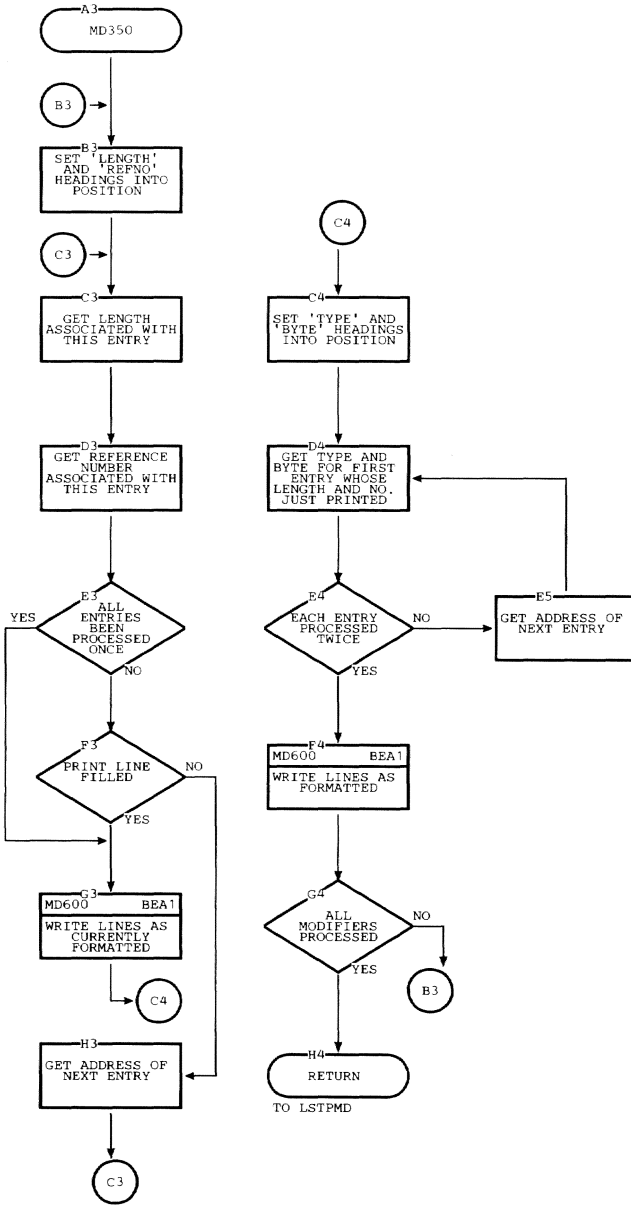 A3
MD350
B3
B3
SET 'LENGTH'
AND 'REFNO'
HEADINGS INTO
POSITION
C3
C3
GET LENGTH
ASSOCIATED WITH
THIS ENTRY
D3
GET REFERENCE
NUMBER
ASSOCIATED WITH
THIS ENTRY
E3
YES
ALL
ENTRIES
BEEN
PROCESSED
ONCE
NO
F3
NO
PRINT LINE
FILLED
YES
G3
MD600 BEA1
WRITE LINES AS
CURRENTLY
FORMATTED
C4
H3
GET ADDRESS OF
NEXT ENTRY
C3
C4
C4
SET 'TYPE' AND
'BYTE' HEADINGS
INTO POSITION
D4
GET TYPE AND
BYTE FOR FIRST
ENTRY WHOSE
LENGTH AND NO.
JUST PRINTED
E4
EACH ENTRY
PROCESSED
TWICE
NO
YES
E5
GET ADDRESS OF
NEXT ENTRY
F4
MD600 BEA1
WRITE LINES AS
FORMATTED
G4
ALL
MODIFIERS
PROCESSED
NO
YES
B3
H4
RETURN
TO LSTPMD